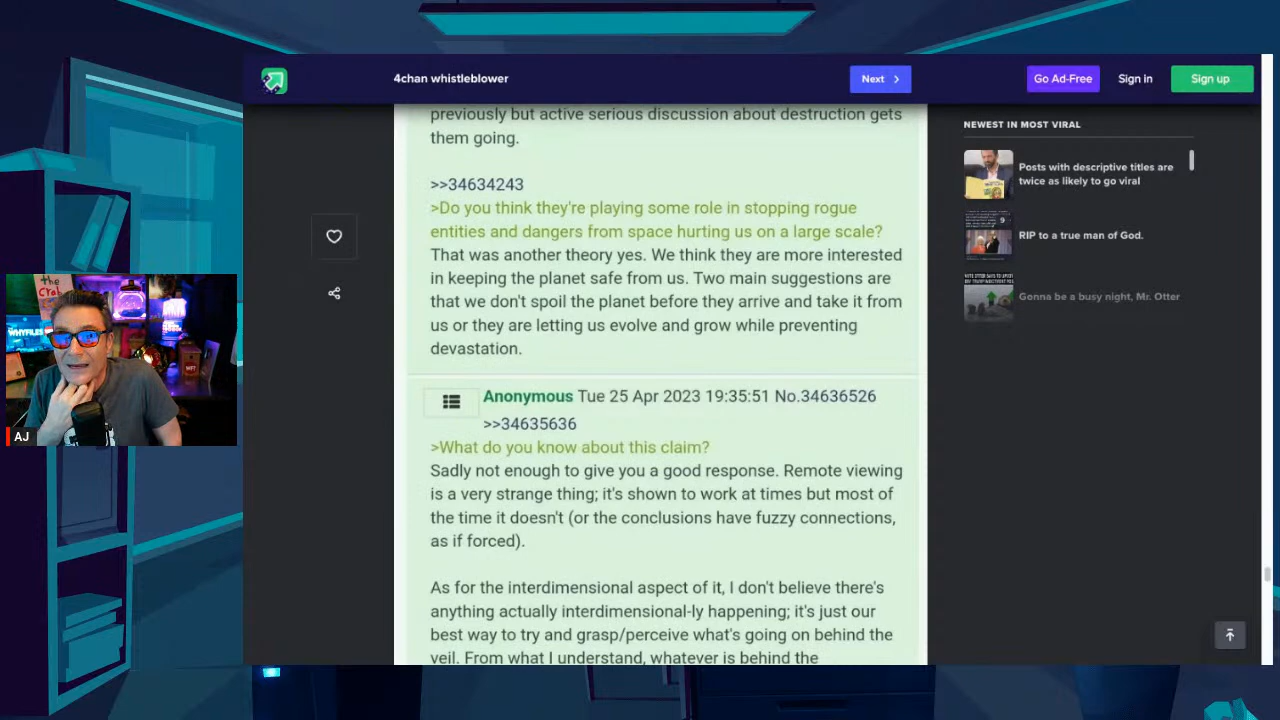 4chan whistleblower
Next
Go Ad-Free
Sign in
Sign up
previously but active serious discussion about destruction gets
them going.
>>34634243
>Do you think they're playing some role in stopping rogue
entities and dangers from space hurting us on a large scale?
That was another theory yes. We think they are more interested
in keeping the planet safe from us. Two main suggestions are
that we don't spoil the planet before they arrive and take it from
us or they are letting us evolve and grow while preventing
devastation.
Anonymous Tue 25 Apr 2023 19:35:51 No.34636526
>>34635636
>What do you know about this claim?
Sadly not enough to give you a good response. Remote viewing
is a very strange thing; it's shown to work at times but most of
the time it doesn't (or the conclusions have fuzzy connections,
as if forced).
As for the interdimensional aspect of it, I don't believe there's
anything actually interdimensional-ly happening; it's just our
best way to try and grasp/perceive what's going on behind the
veil. From what I understand, whatever is behind the
NEWEST IN MOST VIRAL
Posts with descriptive titles are
twice as likely to go viral
RIP to a true man of God.
Gonna be a busy night, Mr. Otter
the
Crab
WHYFILES
AJ